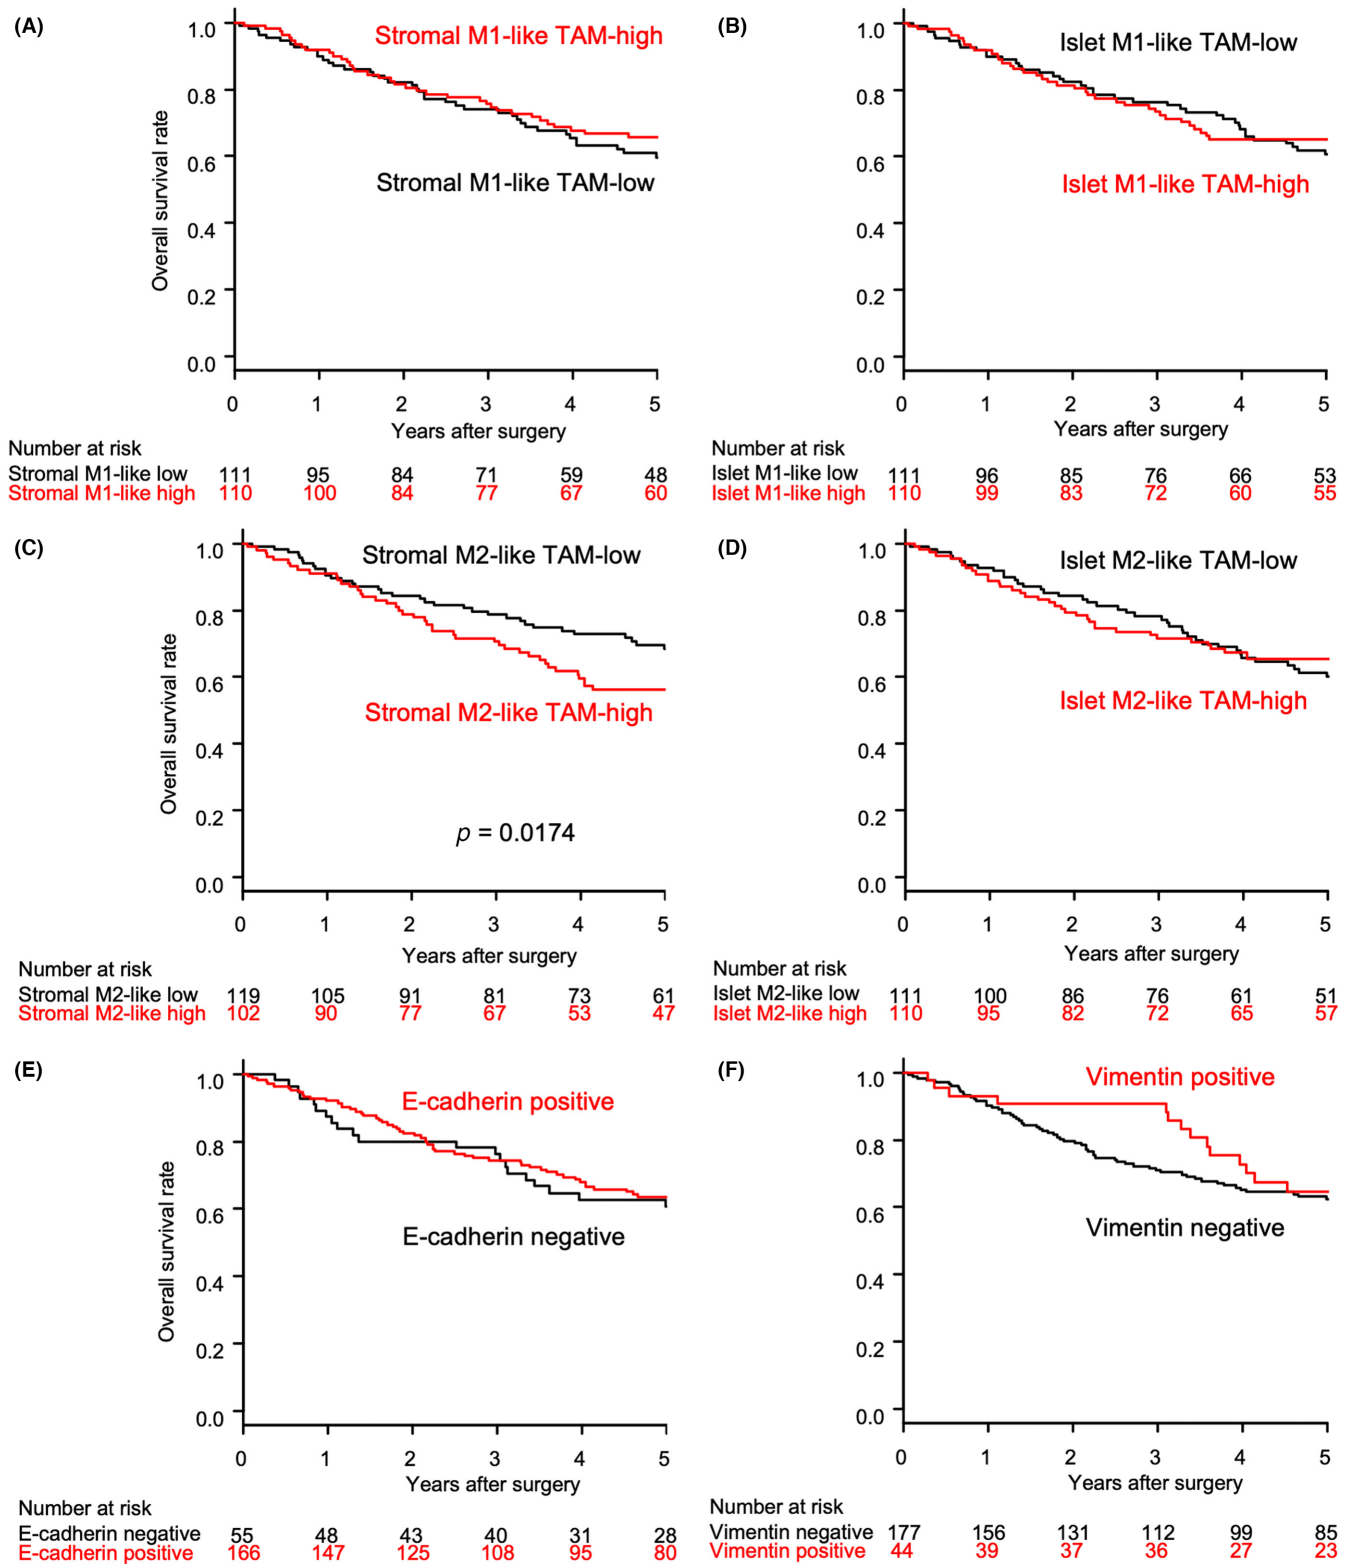 (A)
Stromal M1-like TAM-high
Stromal M1-like TAM-low
Overall survival rate
1.0
0.8
0.6
0.4
0.2
0.0
0 1 2 3 4 5
Years after surgery
Number at risk
Stromal M1-like low 111 95 84 71 59 48
Stromal M1-like high 110 100 84 77 67 60
(B)
Islet M1-like TAM-low
Islet M1-like TAM-high
1.0
0.8
0.6
0.4
0.2
0.0
0 1 2 3 4 5
Years after surgery
Number at risk
Islet M1-like low 111 96 85 76 66 53
Islet M1-like high 110 99 83 72 60 55
(C)
Stromal M2-like TAM-low
Stromal M2-like TAM-high
p = 0.0174
Overall survival rate
1.0
0.8
0.6
0.4
0.2
0.0
0 1 2 3 4 5
Years after surgery
Number at risk
Stromal M2-like low 119 105 91 81 73 61
Stromal M2-like high 102 90 77 67 53 47
(D)
Islet M2-like TAM-low
Islet M2-like TAM-high
1.0
0.8
0.6
0.4
0.2
0.0
0 1 2 3 4 5
Years after surgery
Number at risk
Islet M2-like low 111 100 86 76 61 51
Islet M2-like high 110 95 82 72 65 57
(E)
E-cadherin positive
E-cadherin negative
Overall survival rate
1.0
0.8
0.6
0.4
0.2
0.0
0 1 2 3 4 5
Years after surgery
Number at risk
E-cadherin negative 55 48 43 40 31 28
E-cadherin positive 166 147 125 108 95 80
(F)
Vimentin positive
Vimentin negative
1.0
0.8
0.6
0.4
0.2
0.0
0 1 2 3 4 5
Years after surgery
Number at risk
Vimentin negative 177 156 131 112 99 85
Vimentin positive 44 39 37 36 27 23